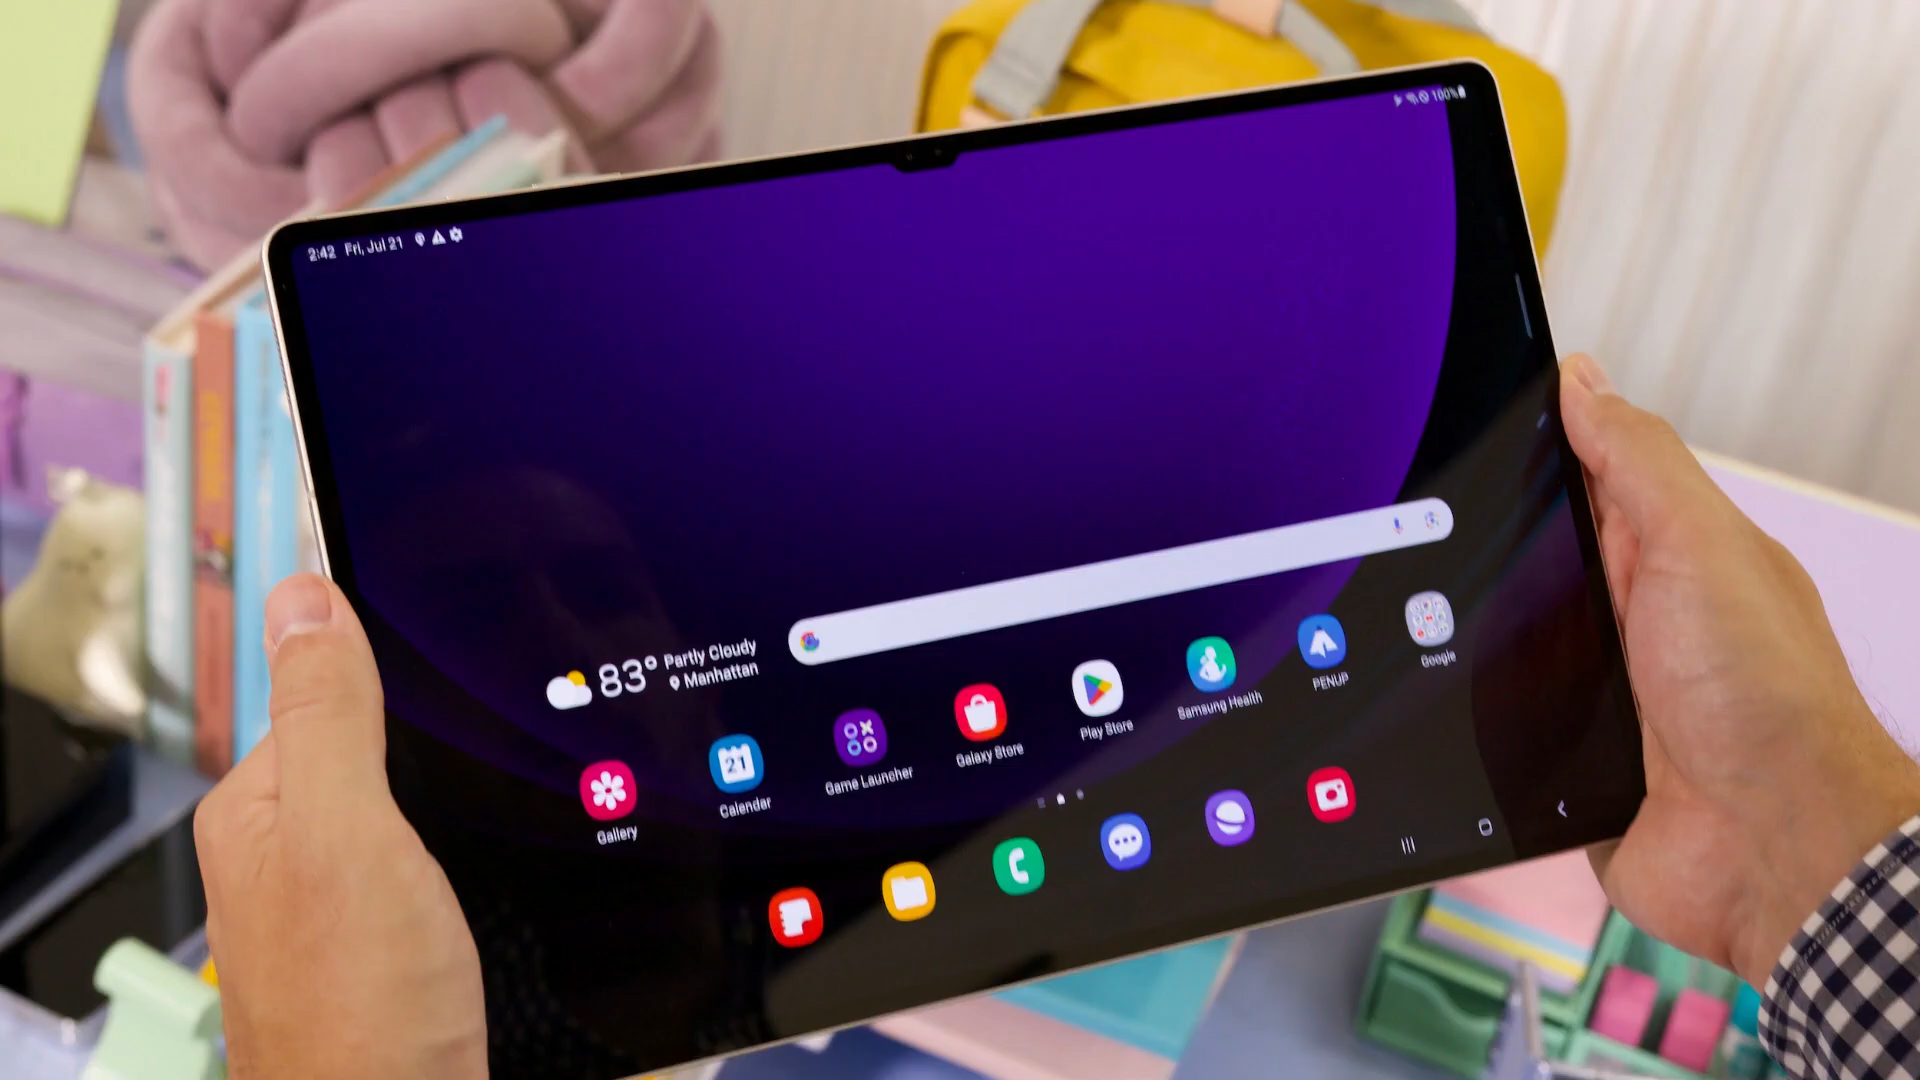 2:42 Fri, Jul 21
100%
83° Partly Cloudy
Manhattan
Gallery
21
Calendar
Game Launcher
Galaxy Store
Play Store
Samsung Health
PENUP
Google